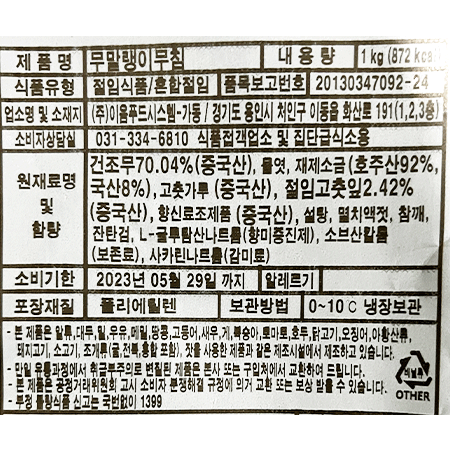 제 품 명 무말랭이무침 내 용 량 1 kg (872 kcal
식품유형 절임식품/혼합절임 품목보고번호 20130347092-24
업소명 및 소재지 (주)이음푸드시스템-가동 / 경기도 용인시 처인구 이동읍 화산로 191(1,2,3층)
소비자상담실 031-334-6810 식품접객업소 및 집단급식소용
원재료명 및 함량 건조무70.04%(중국산), 물엿, 재제소금(호주산92%,
국산8%), 고춧가루 (중국산), 절임고춧잎2.42%
(중국산), 향신료조제품 (중국산), 설탕, 멸치액젓, 참깨,
잔탄검, L-글루탐산나트륨(향미증진제), 소브산칼륨
(보존료), 사카린나트륨(감미료)
소비기한 2023년 05월 29일 까지 알레르기
포장재질 폴리에틸렌 보관방법 0~10℃ 냉장보관
- 본 제품은 알류, 대두, 밀, 우유, 메밀, 땅콩, 고등어, 새우, 게, 복숭아, 토마토, 호두, 닭고기, 오징어, 아황산류,
돼지고기, 소고기, 조개류(굴, 전복, 홍합 포함), 잣을 사용한 제품과 같은 제조시설에서 제조하고 있습니다.
- 만일 유통과정에서 취급부주의로 변질된 제품은 본사 또는 구입처에서 교환하여 드립니다.
- 본 제품은 공정거래위원회 고시 소비자 분쟁해결 규정에 의거 교환 또는 보상 받을 수 있습니다.
- 부정 불량식품 신고는 국번없이 1399
비닐류
OTHER